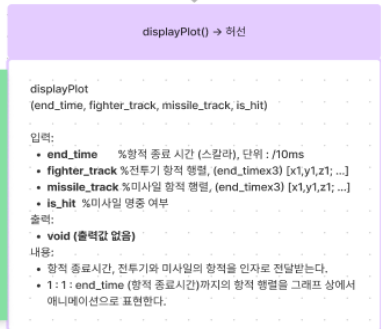 displayPlot() → 허선
displayPlot
(end_time, fighter_track, missile_track, is_hit)
입력:
• end_time %항적 종료 시간 (스칼라), 단위 : /10ms
• fighter_track %전투기 항적 행렬, (end_timex3) [x1,y1,z1; ...]
• missile_track %미사일 항적 행렬, (end_timex3) [x1,y1,z1; ...]
• is_hit %미사일 명중 여부
출력:
• void (출력값 없음)
내용:
• 항적 종료시간, 전투기와 미사일의 항적을 인자로 전달받는다.
• 1 : 1 : end_time (항적 종료시간)까지의 항적 행렬을 그래프 상에서
애니메이션으로 표현한다.